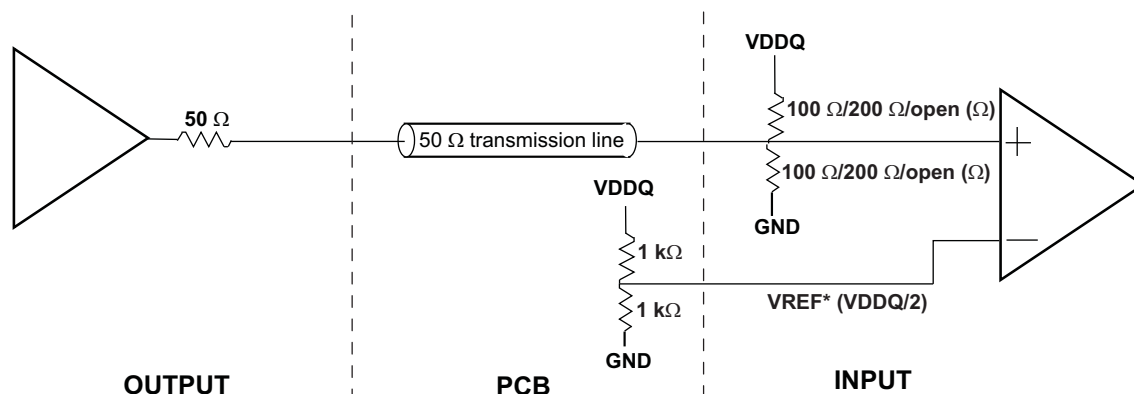 VDDQ
100 Ω/200 Ω/open (Ω)
50 Ω
50 Ω transmission line
100 Ω/200 Ω/open (Ω)
VDDQ
GND
1 kΩ
1 kΩ
VREF* (VDDQ/2)
GND
OUTPUT
PCB
INPUT